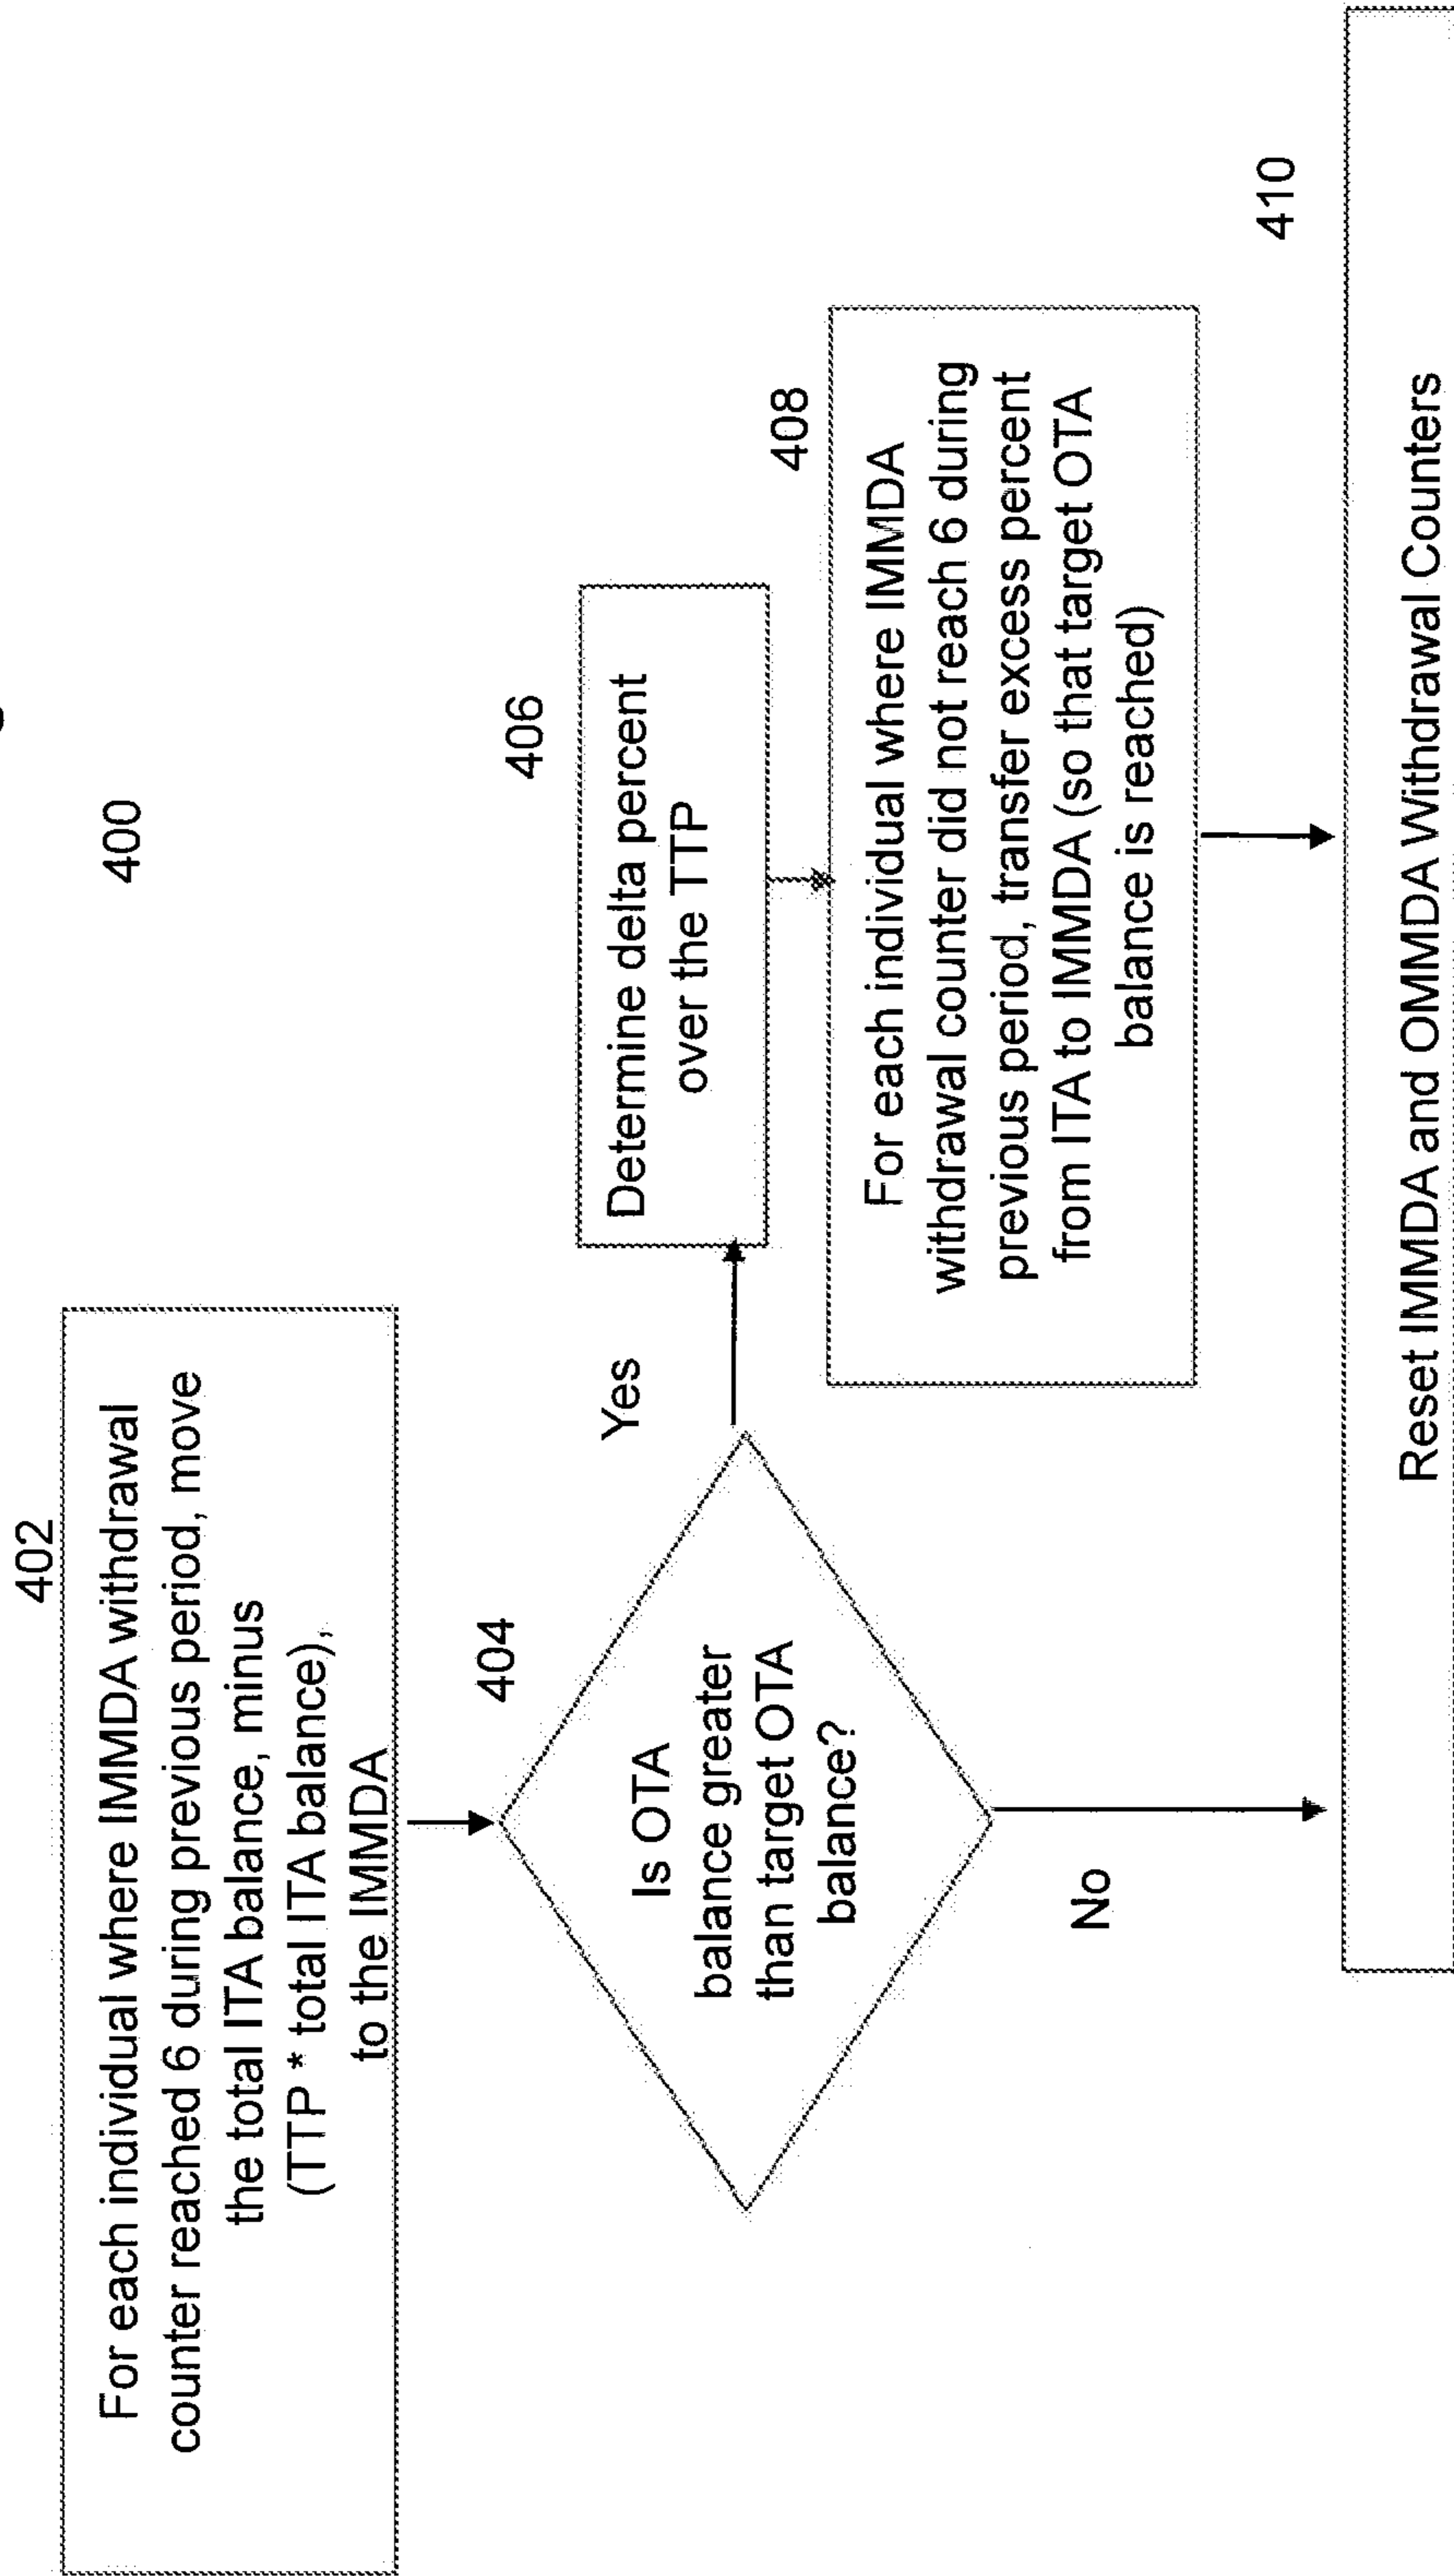 400
402
For each individual where IMMDA withdrawal
counter reached 6 during previous period, move
the total ITA balance, minus
(TTP * total ITA balance),
to the IMMDA
404
Is OTA
balance greater
than target OTA
balance?
Yes
No
406
Determine delta percent
over the TTP
408
For each individual where IMMDA
withdrawal counter did not reach 6 during
previous period, transfer excess percent
from ITA to IMMDA (so that target OTA
balance is reached)
410
Reset IMMDA and OMMDA Withdrawal Counters